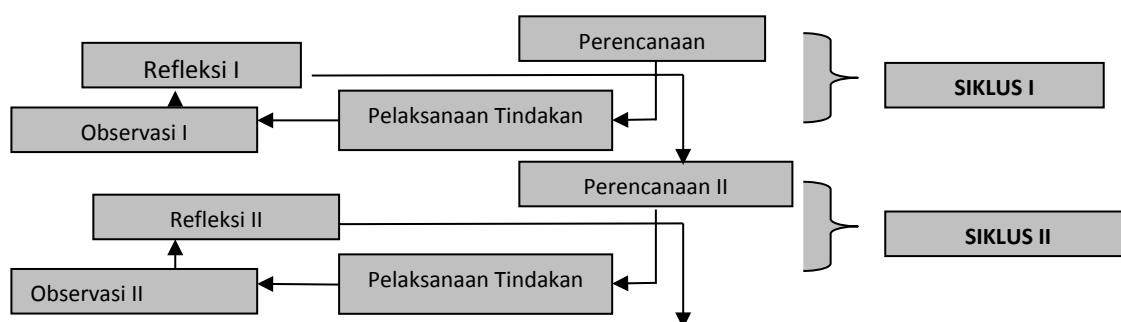 Perencanaan
Refleksi I
SIKLUS I
Pelaksanaan Tindakan
Observasi I
Perencanaan II
Refleksi II
SIKLUS II
Pelaksanaan Tindakan
Observasi II